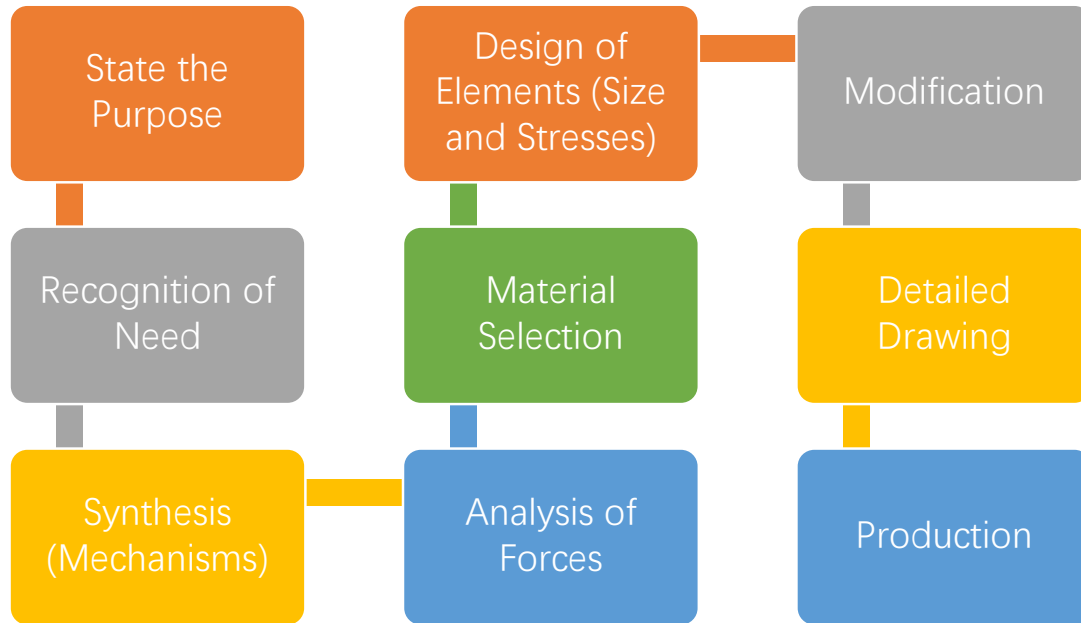 State the
Purpose
Recognition of
Need
Synthesis
(Mechanisms)
Analysis of
Forces
Material
Selection
Design of
Elements (Size
and Stresses)
Modification
Detailed
Drawing
Production